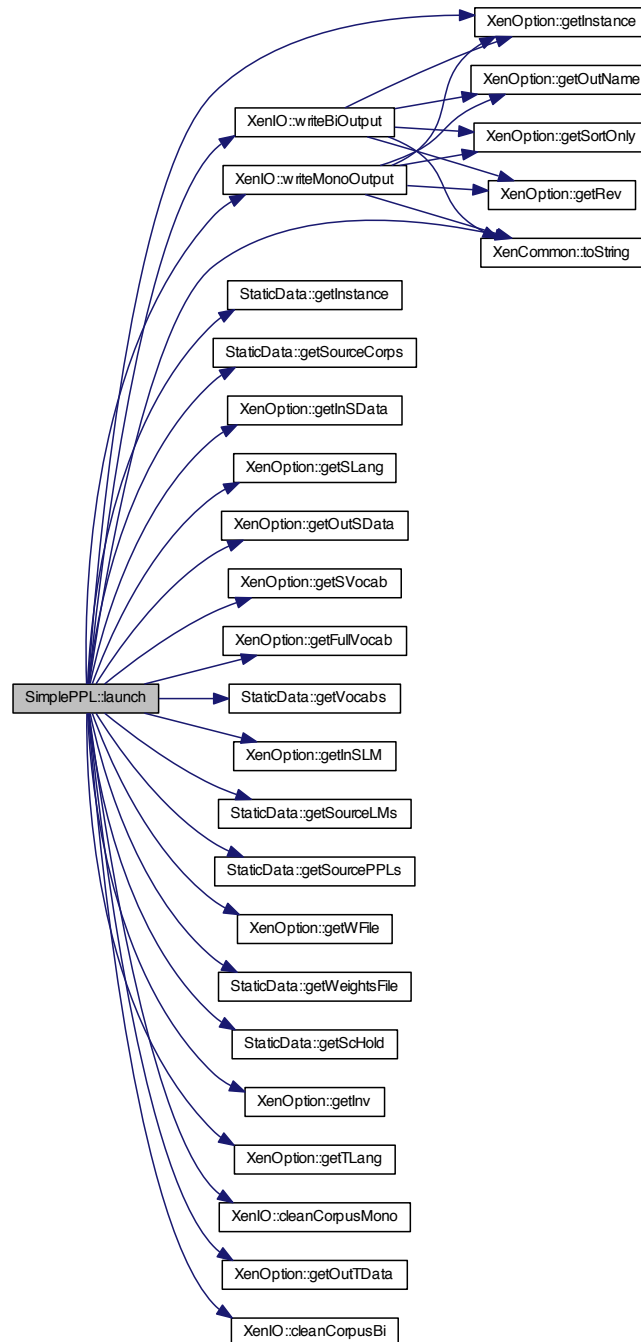 XenOption::getInstance
XenOption::getOutName
XenIO::writeBiOutput
XenOption::getSortOnly
XenIO::writeMonoOutput
XenOption::getRev
XenCommon::toString
StaticData::getInstance
StaticData::getSourceCorps
XenOption::getInSData
XenOption::getSLang
XenOption::getOutSData
XenOption::getSVocab
XenOption::getFullVocab
SimplePPL::launch
StaticData::getVocabs
XenOption::getInSLM
StaticData::getSourceLMs
StaticData::getSourcePPLs
XenOption::getWFile
StaticData::getWeightsFile
StaticData::getScHold
XenOption::getInv
XenOption::getTLang
XenIO::cleanCorpusMono
XenOption::getOutTData
XenIO::cleanCorpusBi